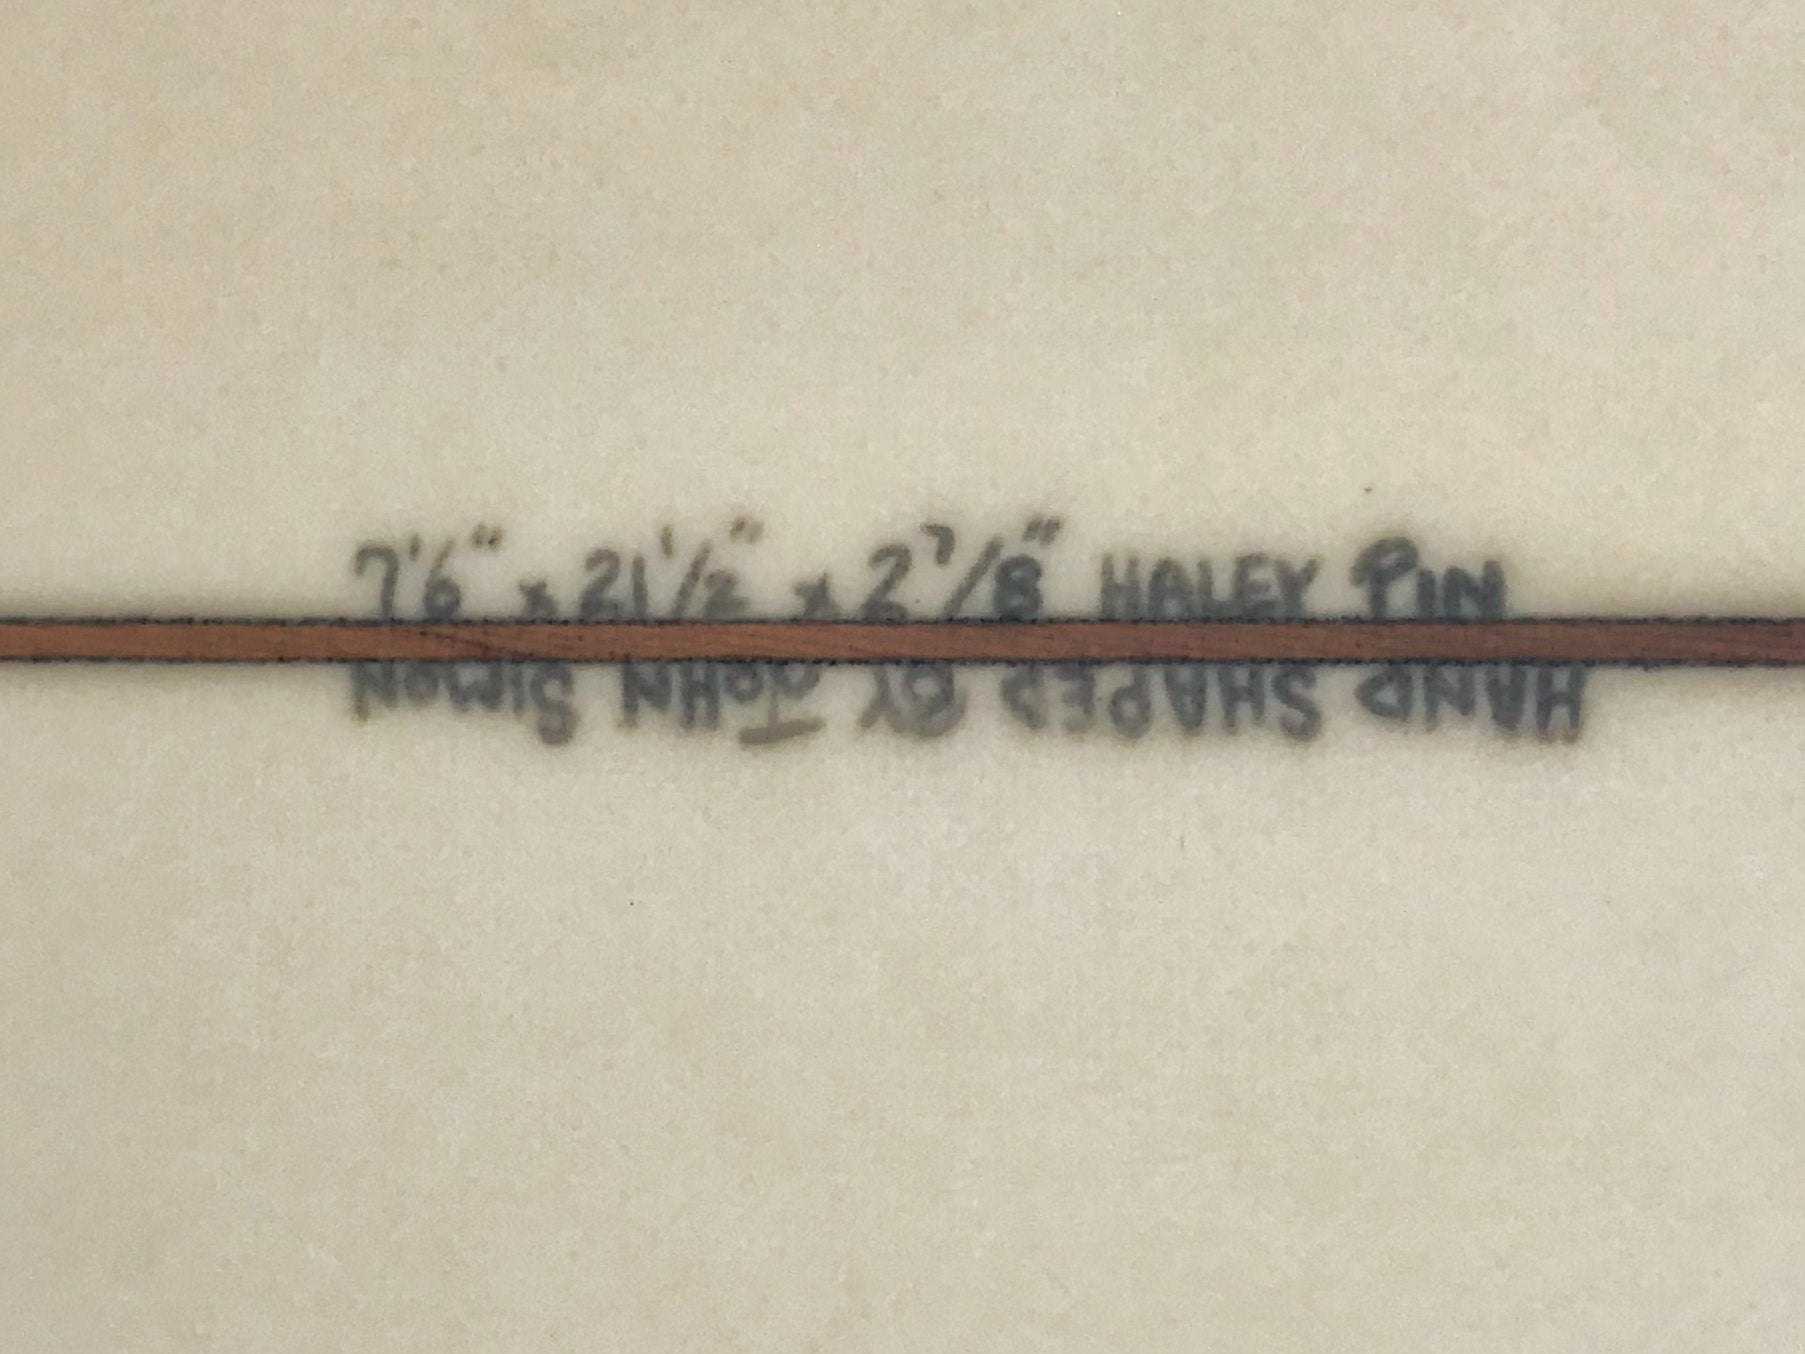 7'6" x 21 1/2" x 2 7/8" HALEY PIN
HAND SHAPED BY JOHN SIMON